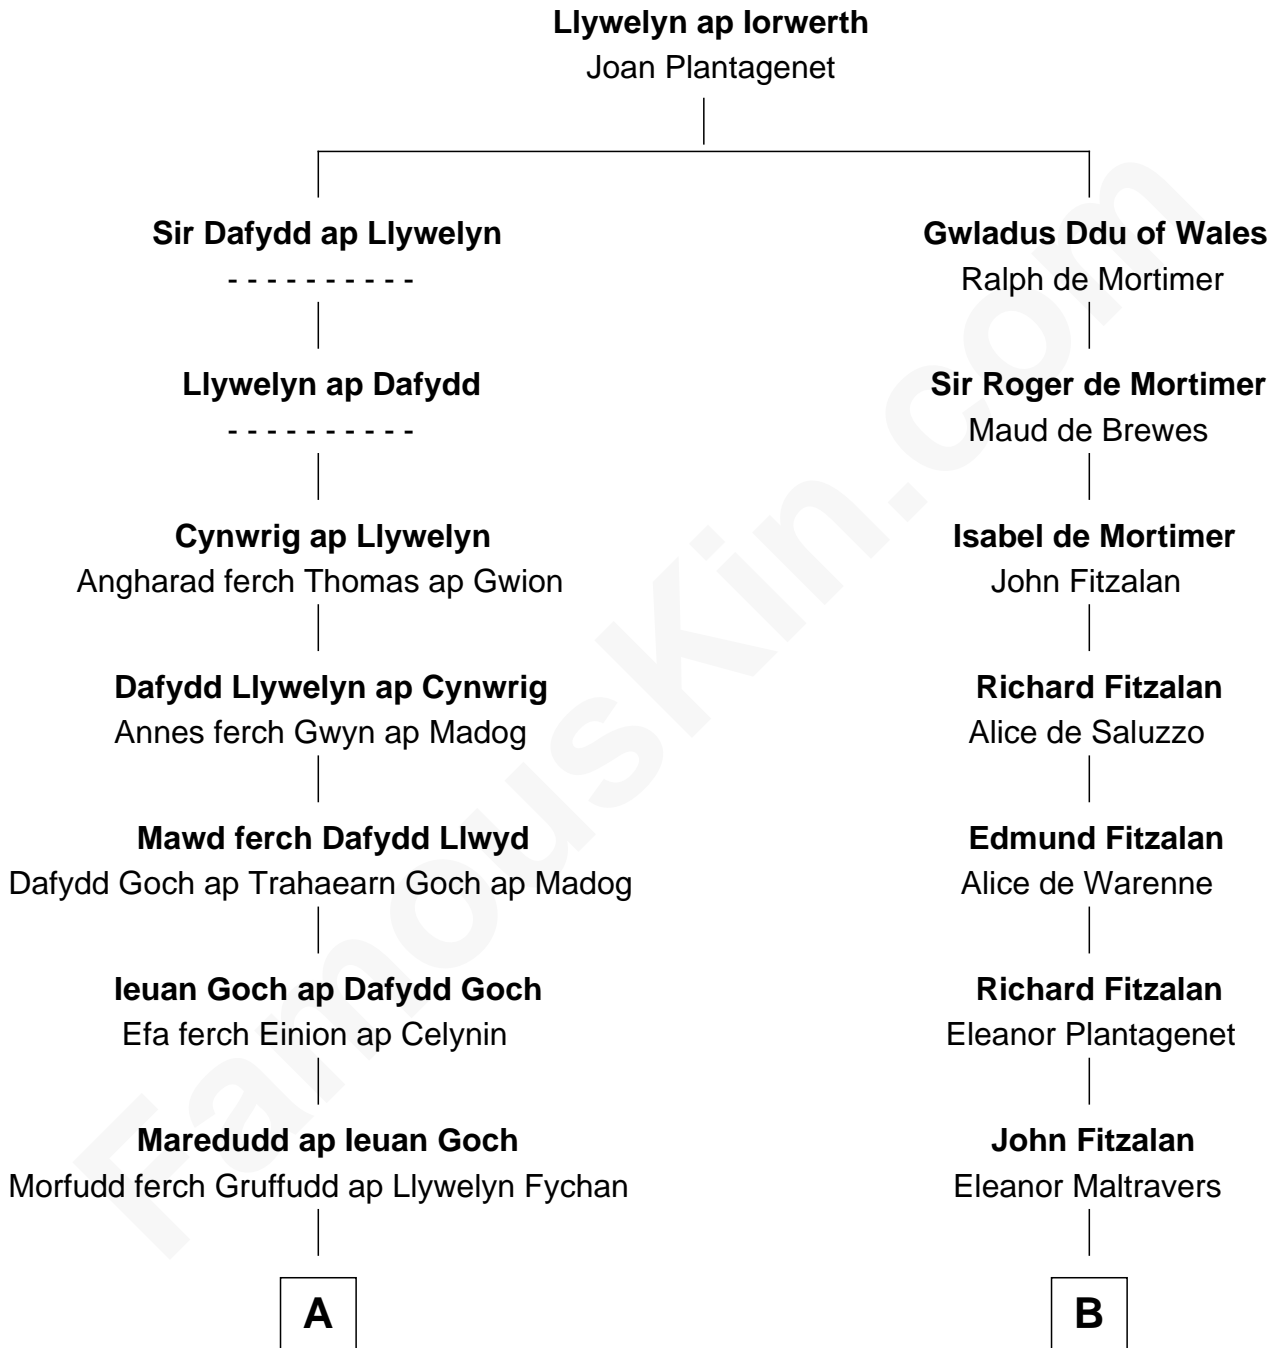 Llywelyn ap Iorwerth
Joan Plantagenet
Sir Dafydd ap Llywelyn
- - - - - - - - - -
Llywelyn ap Dafydd
- - - - - - - - - -
Cynwrig ap Llywelyn
Angharad ferch Thomas ap Gwion
Dafydd Llywelyn ap Cynwrig
Annes ferch Gwyn ap Madog
Mawd ferch Dafydd Llwyd
Dafydd Goch ap Trahaearn Goch ap Madog
Ieuan Goch ap Dafydd Goch
Efa ferch Einion ap Celynin
Maredudd ap Ieuan Goch
Morfudd ferch Gruffudd ap Llywelyn Fychan
A
Gwladus Ddu of Wales
Ralph de Mortimer
Sir Roger de Mortimer
Maud de Brewes
Isabel de Mortimer
John Fitzalan
Richard Fitzalan
Alice de Saluzzo
Edmund Fitzalan
Alice de Warenne
Richard Fitzalan
Eleanor Plantagenet
John Fitzalan
Eleanor Maltravers
B
FamousKin.com